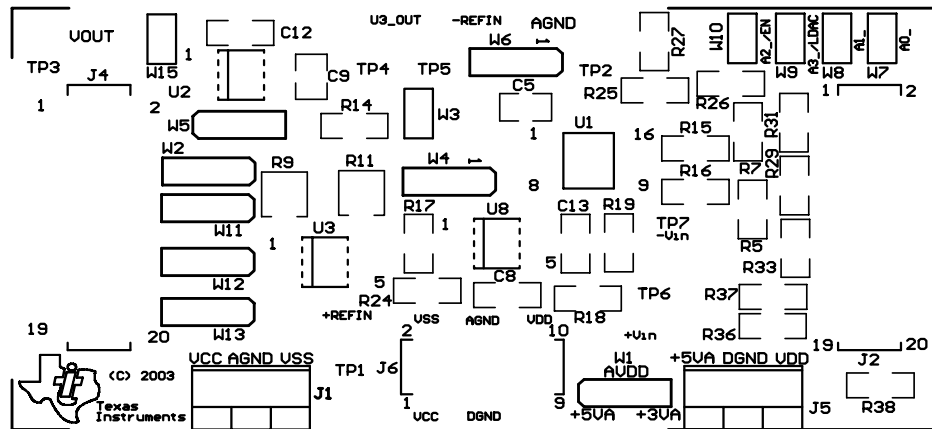 VOUT
C12
U3_OUT
-REFIN
AGND
R27
W10
A2_/EN
W9
A3_/LDAC
W8
A1_
W7
A0_
TP3
J4
W15
1
U2
C9
TP4
TP5
W6
1
TP2
R25
R26
1
2
1
2
W5
R14
W3
C5
1
U1
16
R15
R7
R31
W2
R9
R11
W4
1
8
9
R16
R29
W11
1
U3
R17
1
U8
C13
R19
TP7
-Vin
R5
R33
W12
5
R24
C8
5
R18
TP6
R37
W13
+REFIN
VSS
AGND
VDD
+Vin
R36
19
20
2
10
19
20
VCC AGND VSS
TP1
J6
W1
AVDD
+5VA DGND VDD
J2
(C) 2003
Texas
Instruments
J1
1
VCC
DGND
9
+5VA
+3VA
J5
R38